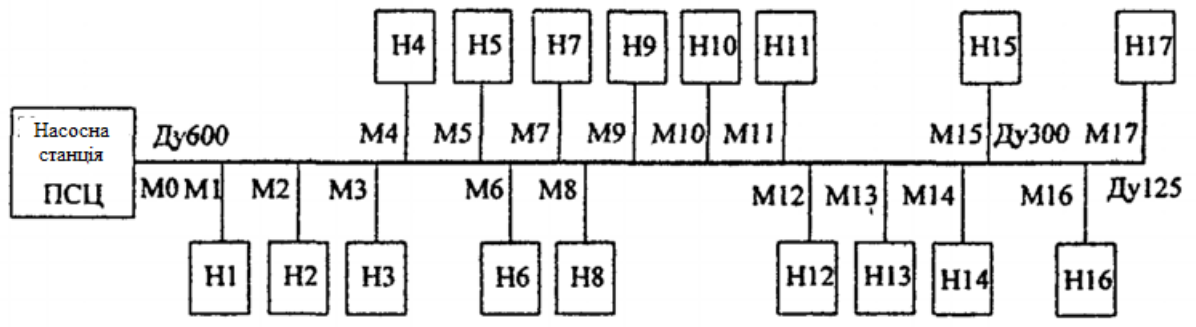 Н4 Н5 Н7 Н9 Н10 Н11 Н15 Н17
Насосна
станція
ПСЦ
Ду600 М4 М5 М7 М9 М10 М11 М15 Ду300 М17
М0 М1 М2 М3 М6 М8 М12 М13 М14 М16 Ду125
Н1 Н2 Н3 Н6 Н8 Н12 Н13 Н14 Н16